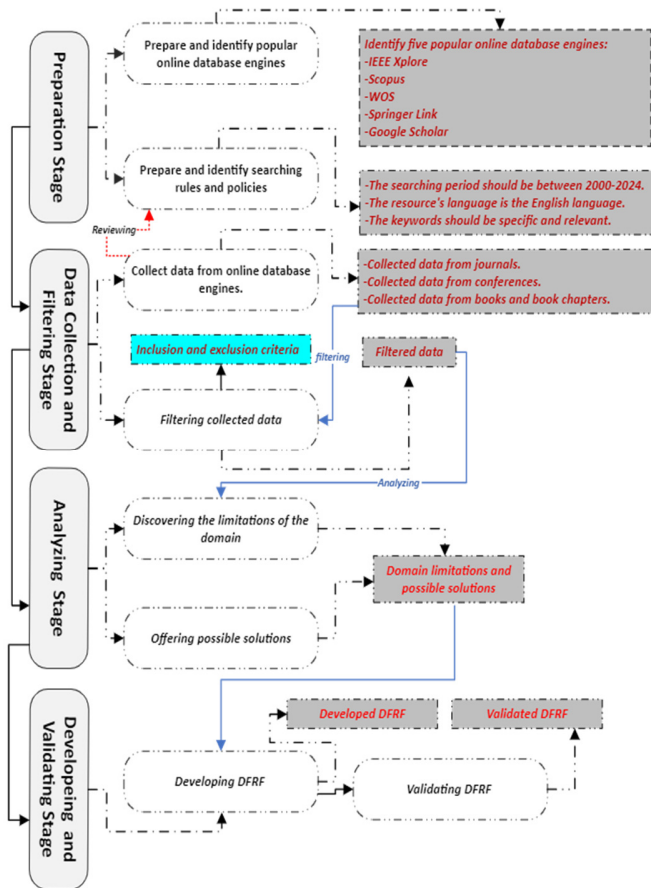 Preparation Stage
Prepare and identify popular
online database engines
Identify five popular online database engines:
-IEEE Xplore
-Scopus
-WOS
-Springer Link
-Google Scholar
Prepare and identify searching
rules and policies
-The searching period should be between 2000-2024.
-The resource's language is the English language.
-The keywords should be specific and relevant.
Reviewing
Data Collection and
Filtering Stage
Collect data from online database
engines.
-Collected data from journals.
-Collected data from conferences.
-Collected data from books and book chapters.
Inclusion and exclusion criteria
filtering
Filtered data
Filtering collected data
Analyzing
Analyzing Stage
Discovering the limitations of the
domain
Domain limitations and
possible solutions
Offering possible solutions
Developeing and
Validating Stage
Developed DFRF
Validated DFRF
Developing DFRF
Validating DFRF